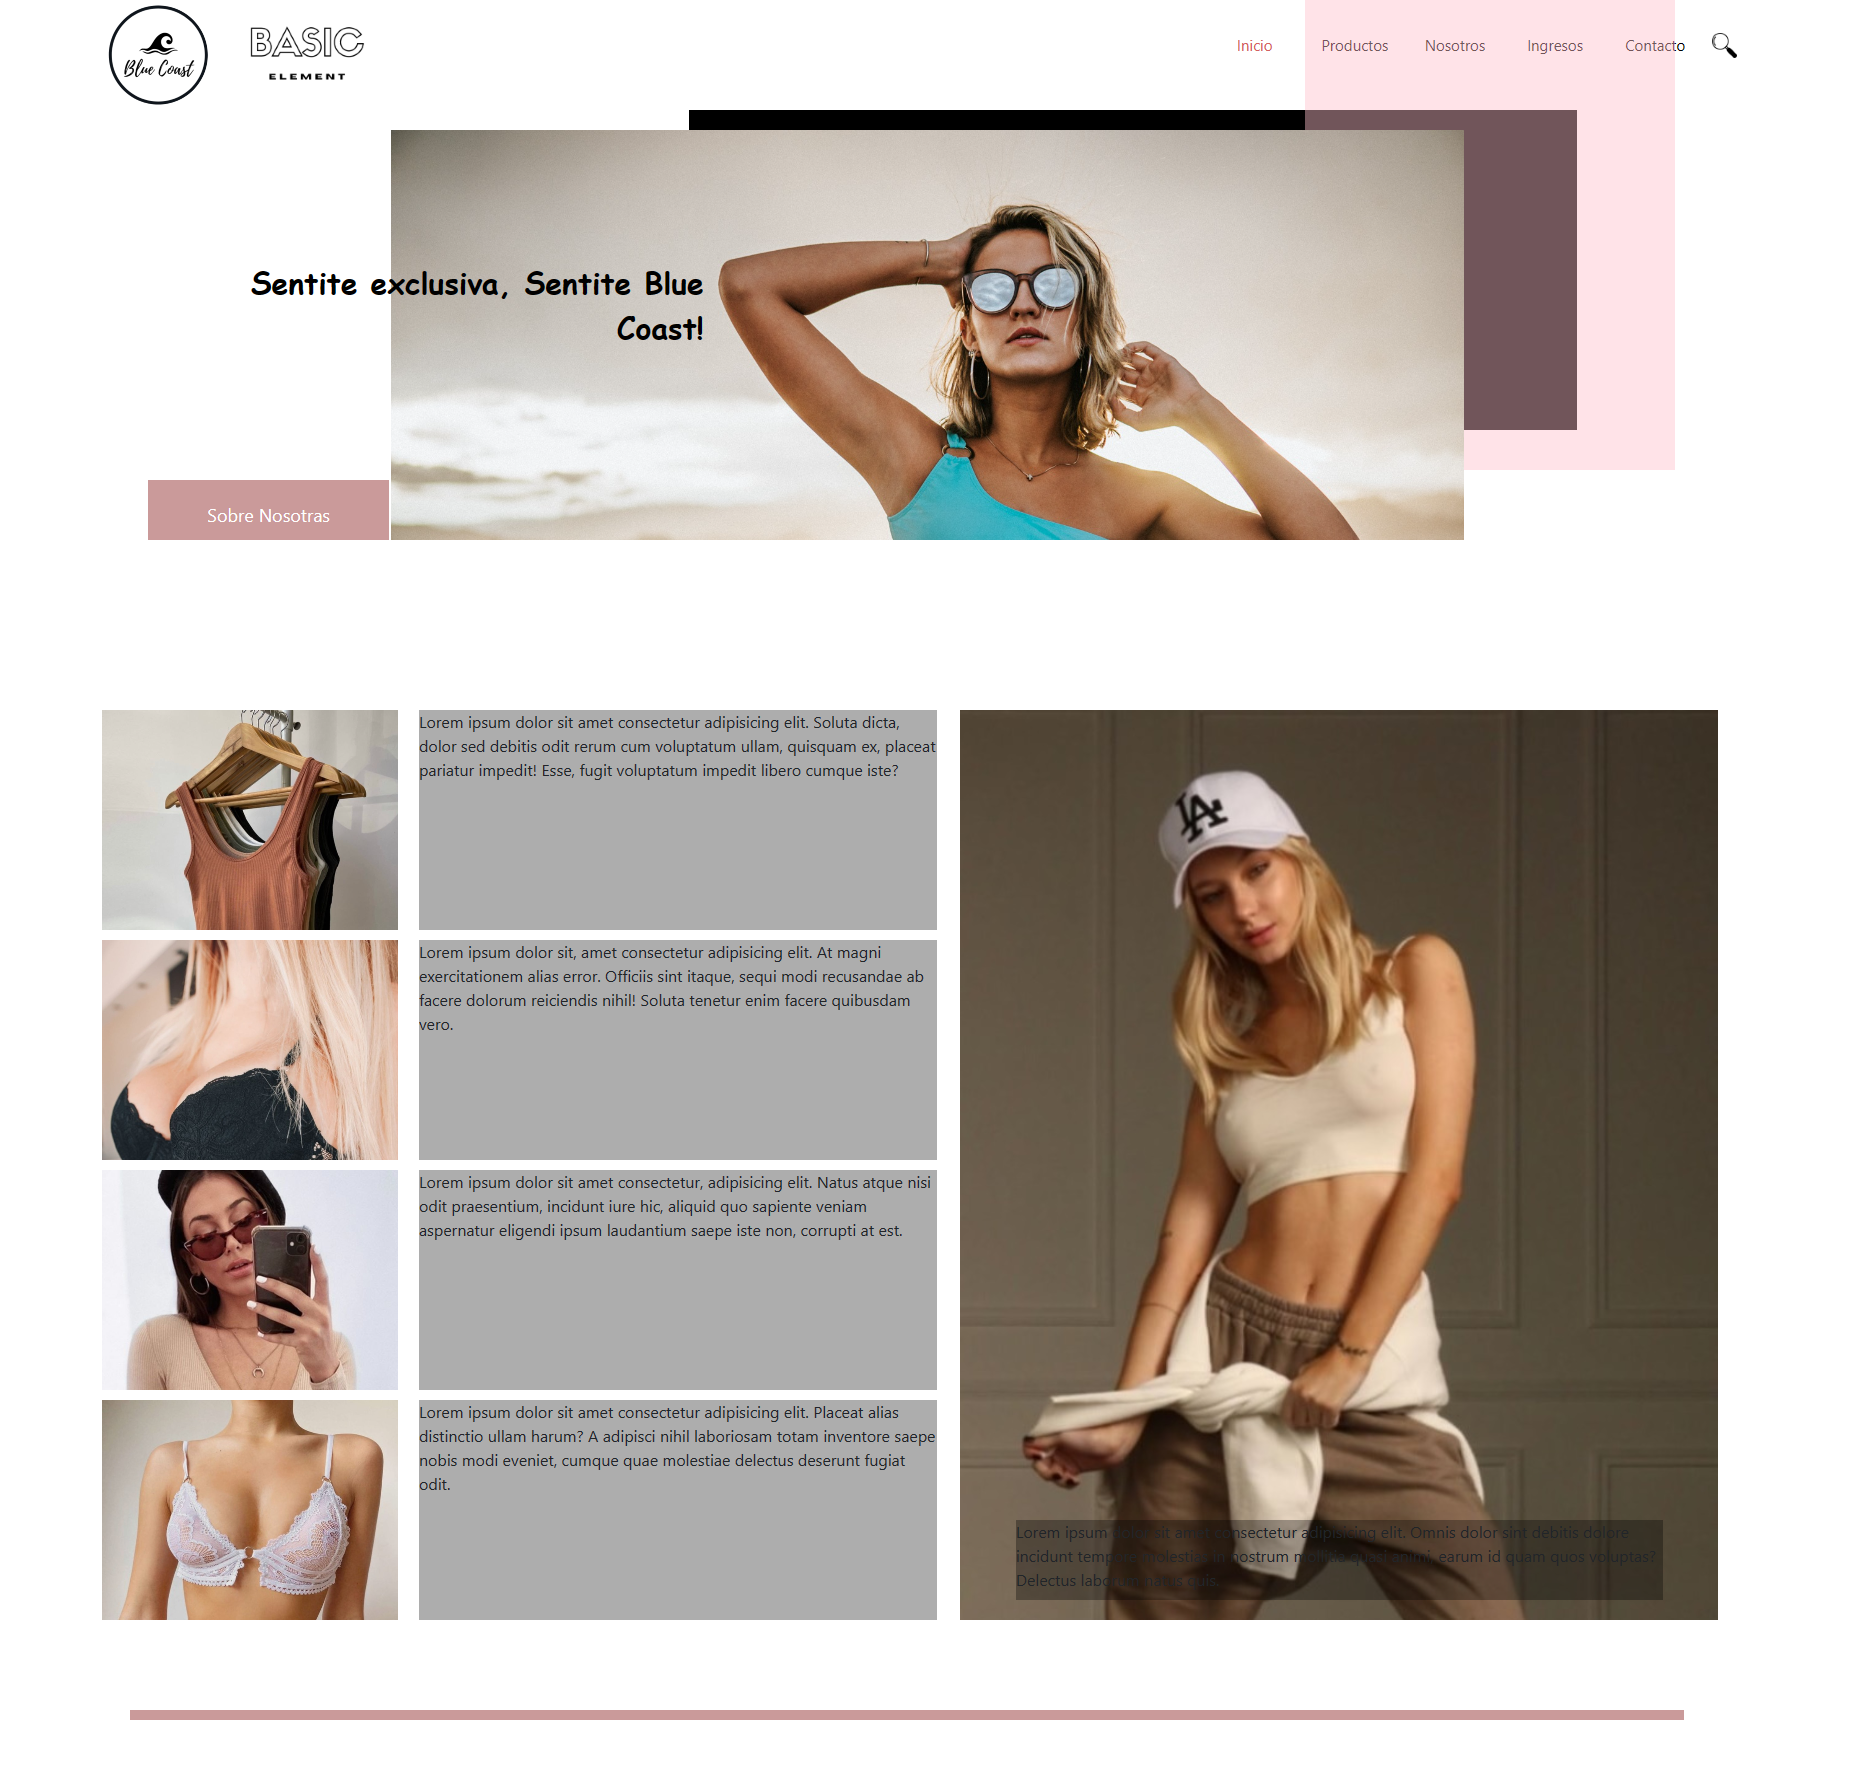 Blue Coast
BASIC
ELEMENT
Inicio Productos Nosotros Ingresos Contacto
Sentite exclusiva, Sentite Blue
Coast!
Sobre Nosotras
Lorem ipsum dolor sit amet consectetur adipisicing elit. Soluta dicta,
dolor sed debitis odit rerum cum voluptatum ullam, quisquam ex, placeat
pariatur impedit! Esse, fugit voluptatum impedit libero cumque iste?
Lorem ipsum dolor sit, amet consectetur adipisicing elit. At magni
exercitationem alias error. Officiis sint itaque, sequi modi recusandae ab
facere dolorum reiciendis nihil! Soluta tenetur enim facere quibusdam
vero.
Lorem ipsum dolor sit amet consectetur, adipisicing elit. Natus atque nisi
odit praesentium, incidunt iure hic, aliquid quo sapiente veniam
aspernatur eligendi ipsum laudantium saepe iste non, corrupti at est.
Lorem ipsum dolor sit amet consectetur adipisicing elit. Placeat alias
distinctio ullam harum? A adipisci nihil laboriosam totam inventore saepe
nobis modi eveniet, cumque quae molestiae delectus deserunt fugiat
odit.
LA
Lorem ipsum dolor sit amet consectetur adipisicing elit. Omnis dolor sint debitis dolore
incidunt nostrum earum id quam quos voluptas?
Delectus quis.